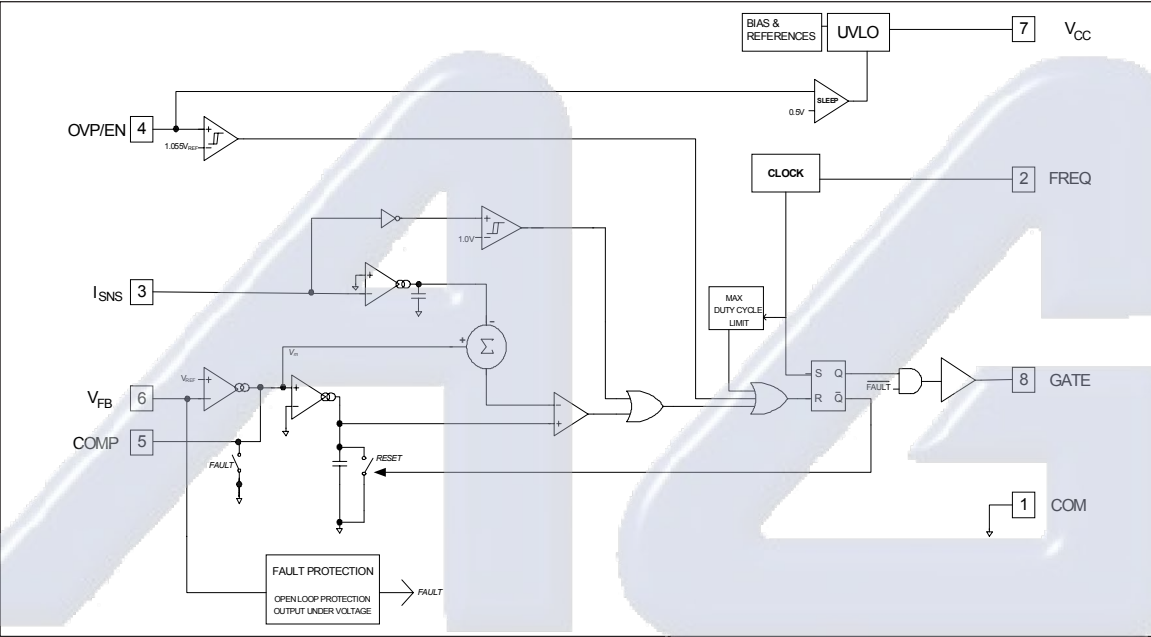 BIAS &
REFERENCES
UVLO
7 VCC
SLEEP
0.5V
OVP/EN 4
+
1.055VREF
–
CLOCK
2 FREQ
+
1.0V
–
ISNS 3
+
–
MAX
DUTY CYCLE
LIMIT
–
+
Σ
Vm
VREF +
–
VFB 6
+
–
S Q
R Q̅
FAULT
8 GATE
–
+
COMP 5
FAULT
RESET
1 COM
FAULT PROTECTION
OPEN LOOP PROTECTION
OUTPUT UNDER VOLTAGE
FAULT